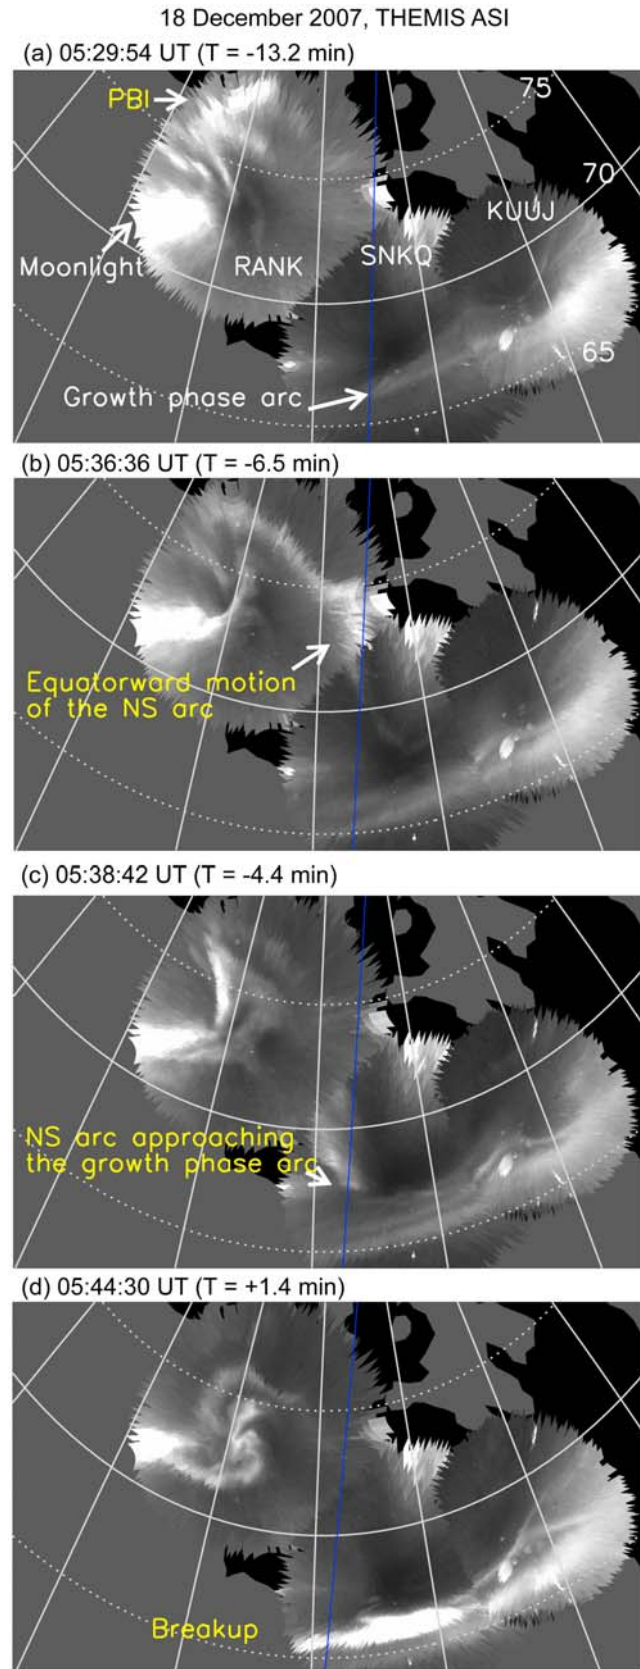 18 December 2007, THEMIS ASI
(a) 05:29:54 UT (T = -13.2 min)
PBI
75
70
KUUJ
SNKQ
RANK
Moonlight
65
Growth phase arc
(b) 05:36:36 UT (T = -6.5 min)
Equatorward motion
of the NS arc
(c) 05:38:42 UT (T = -4.4 min)
NS arc approaching
the growth phase arc
(d) 05:44:30 UT (T = +1.4 min)
Breakup